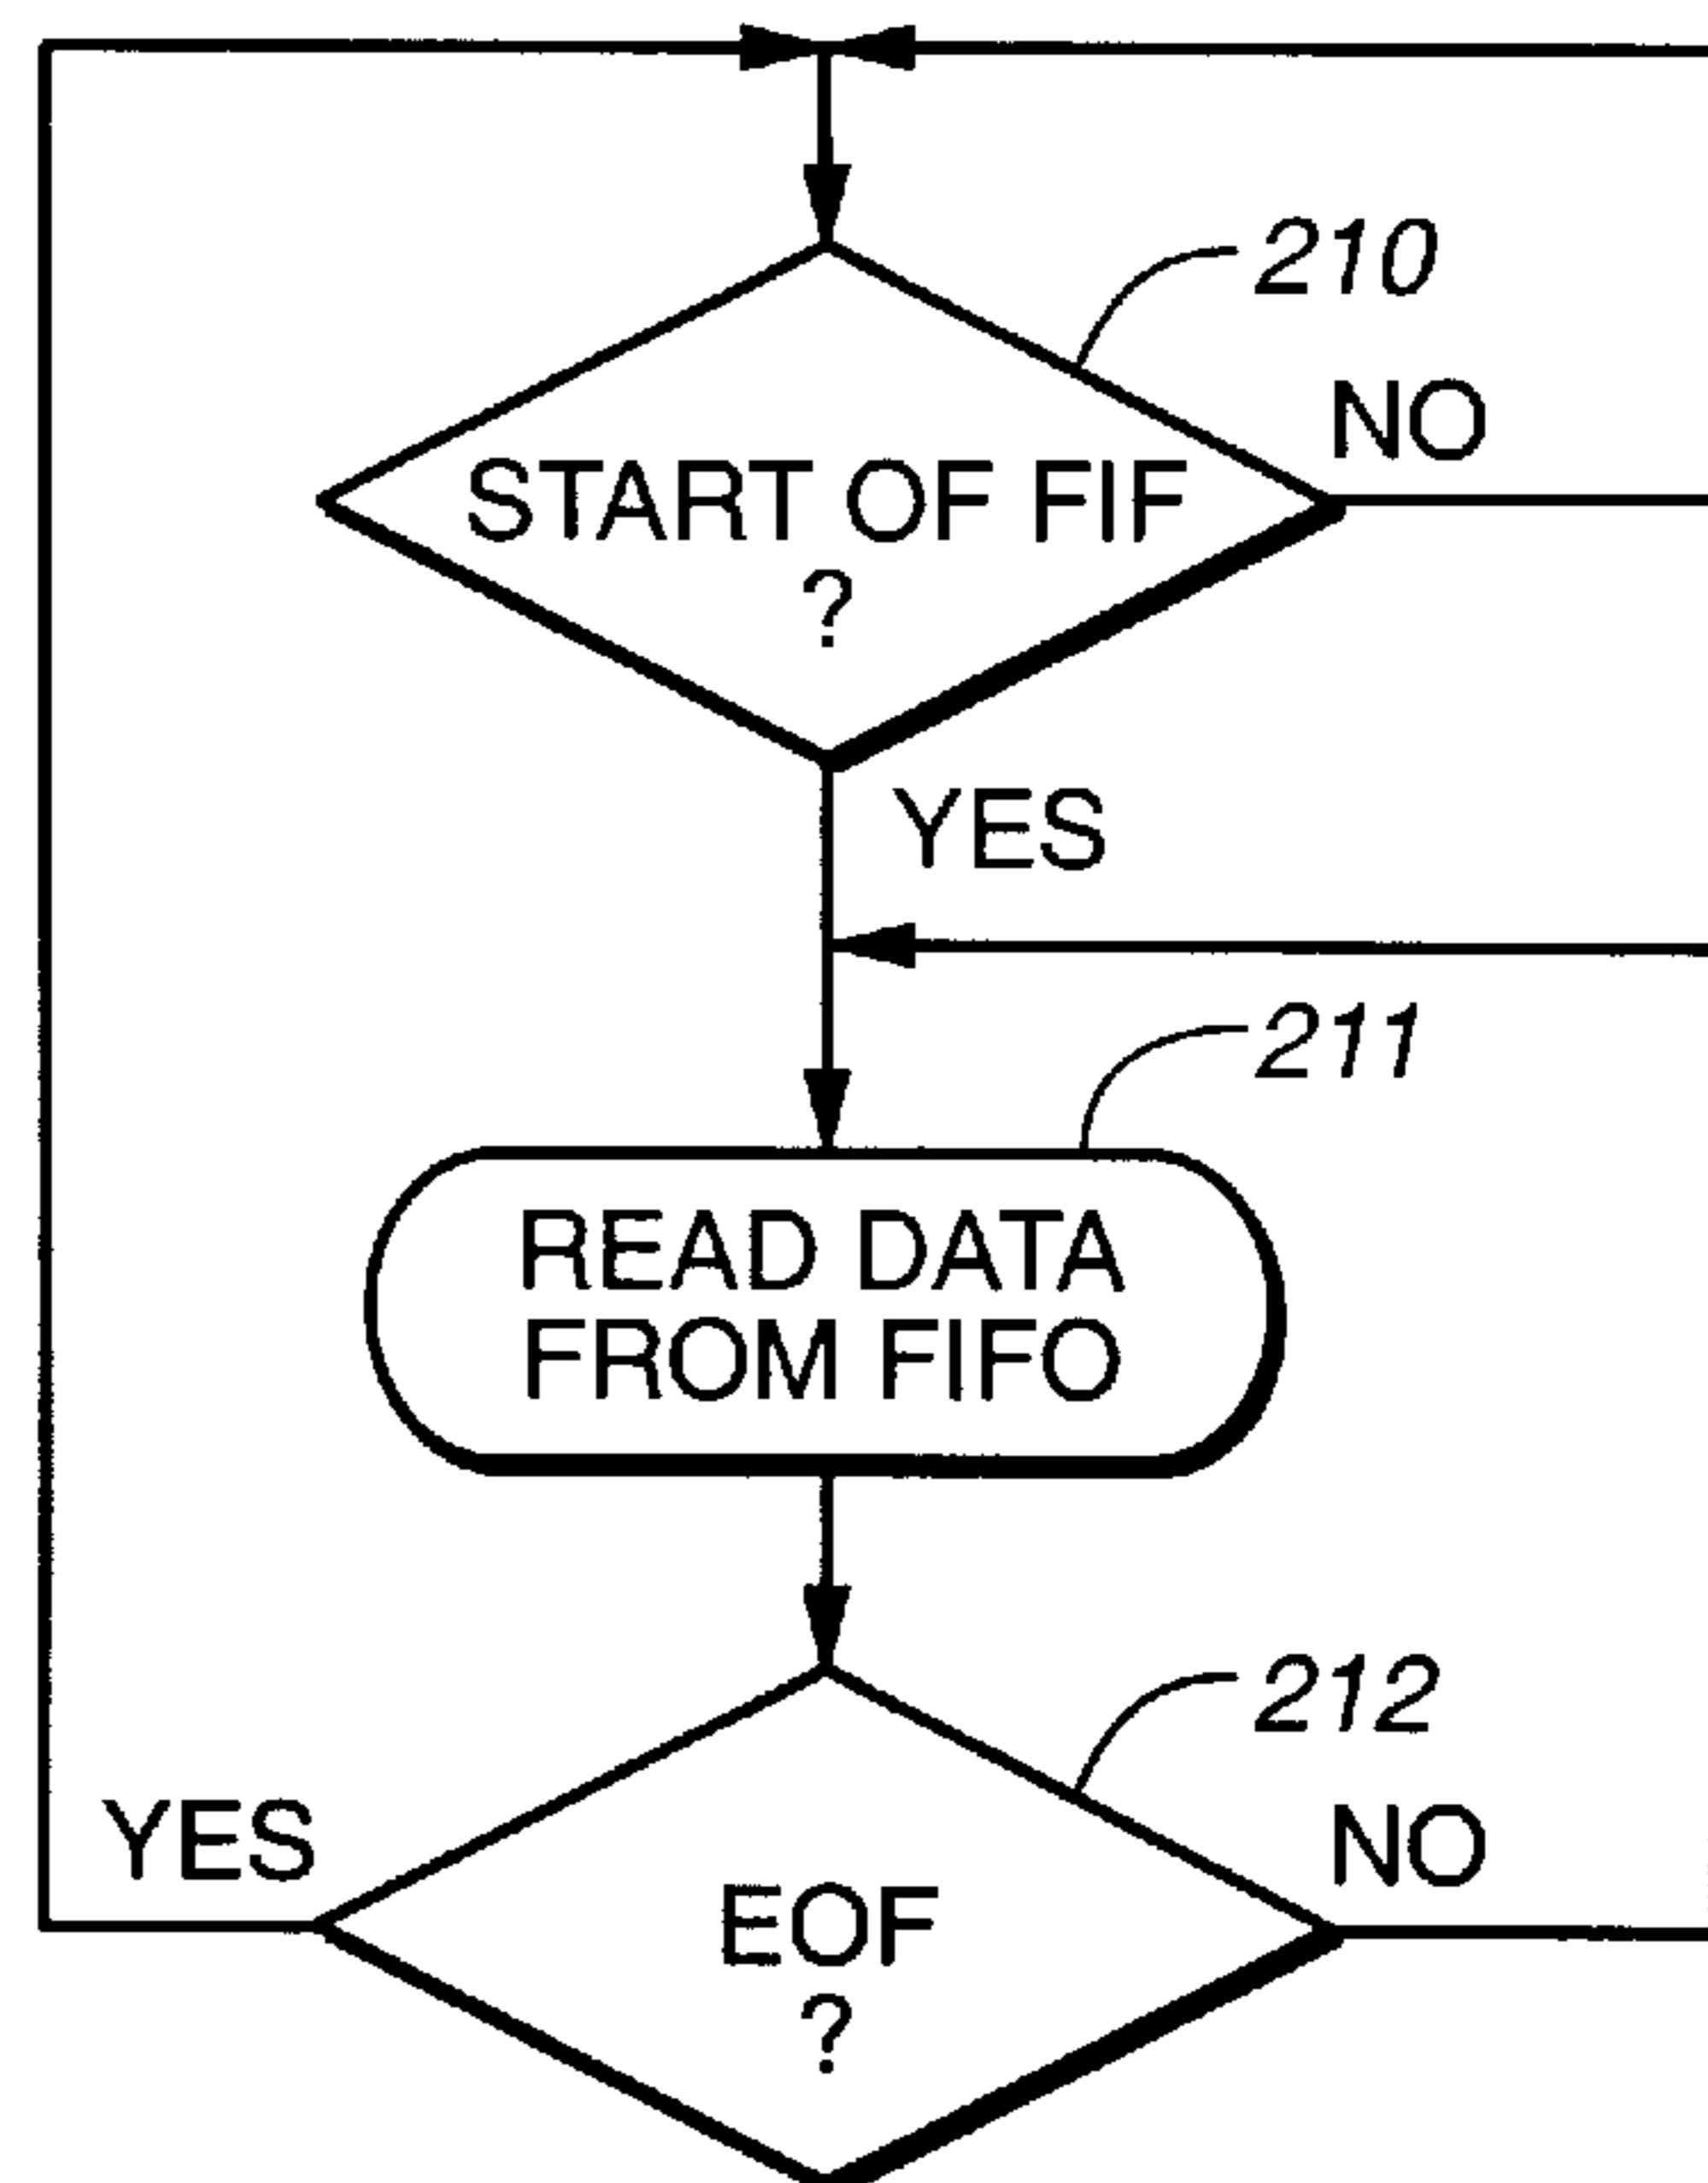 210
NO
START OF FIF
?
YES
211
READ DATA
FROM FIFO
212
YES
NO
EOF
?